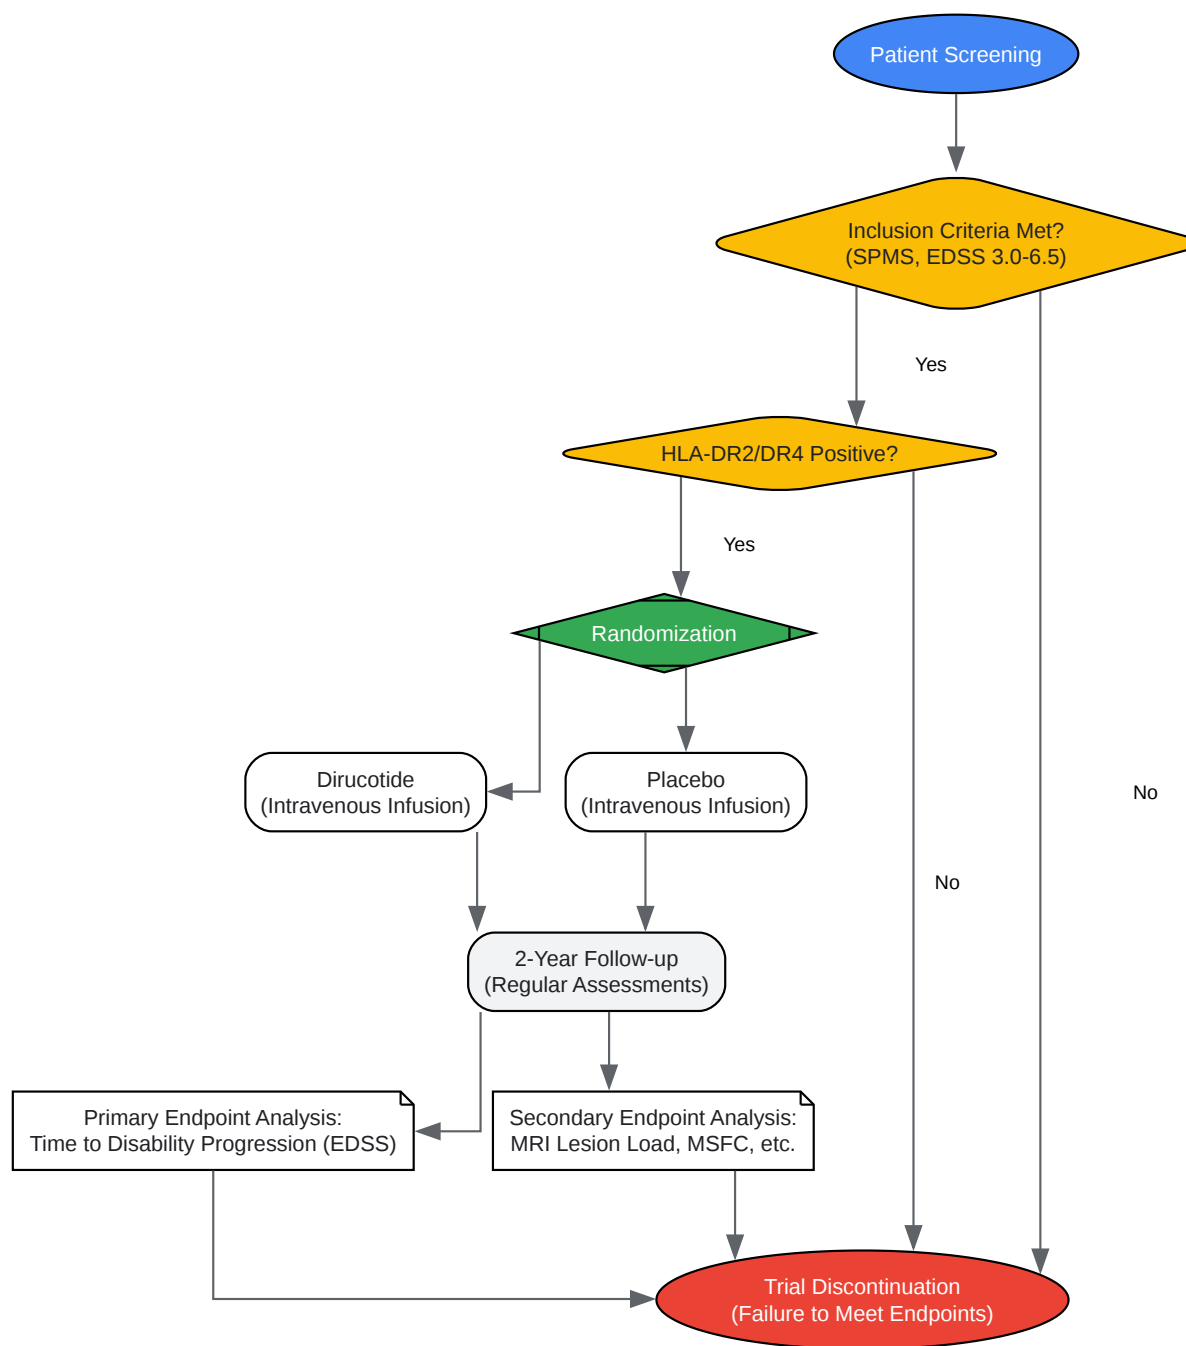 Patient Screening
Inclusion Criteria Met?
(SPMS, EDSS 3.0-6.5)
Yes
HLA-DR2/DR4 Positive?
Yes
Randomization
Dirucotide
(Intravenous Infusion)
Placebo
(Intravenous Infusion)
No
No
2-Year Follow-up
(Regular Assessments)
Primary Endpoint Analysis:
Time to Disability Progression (EDSS)
Secondary Endpoint Analysis:
MRI Lesion Load, MSFC, etc.
Trial Discontinuation
(Failure to Meet Endpoints)